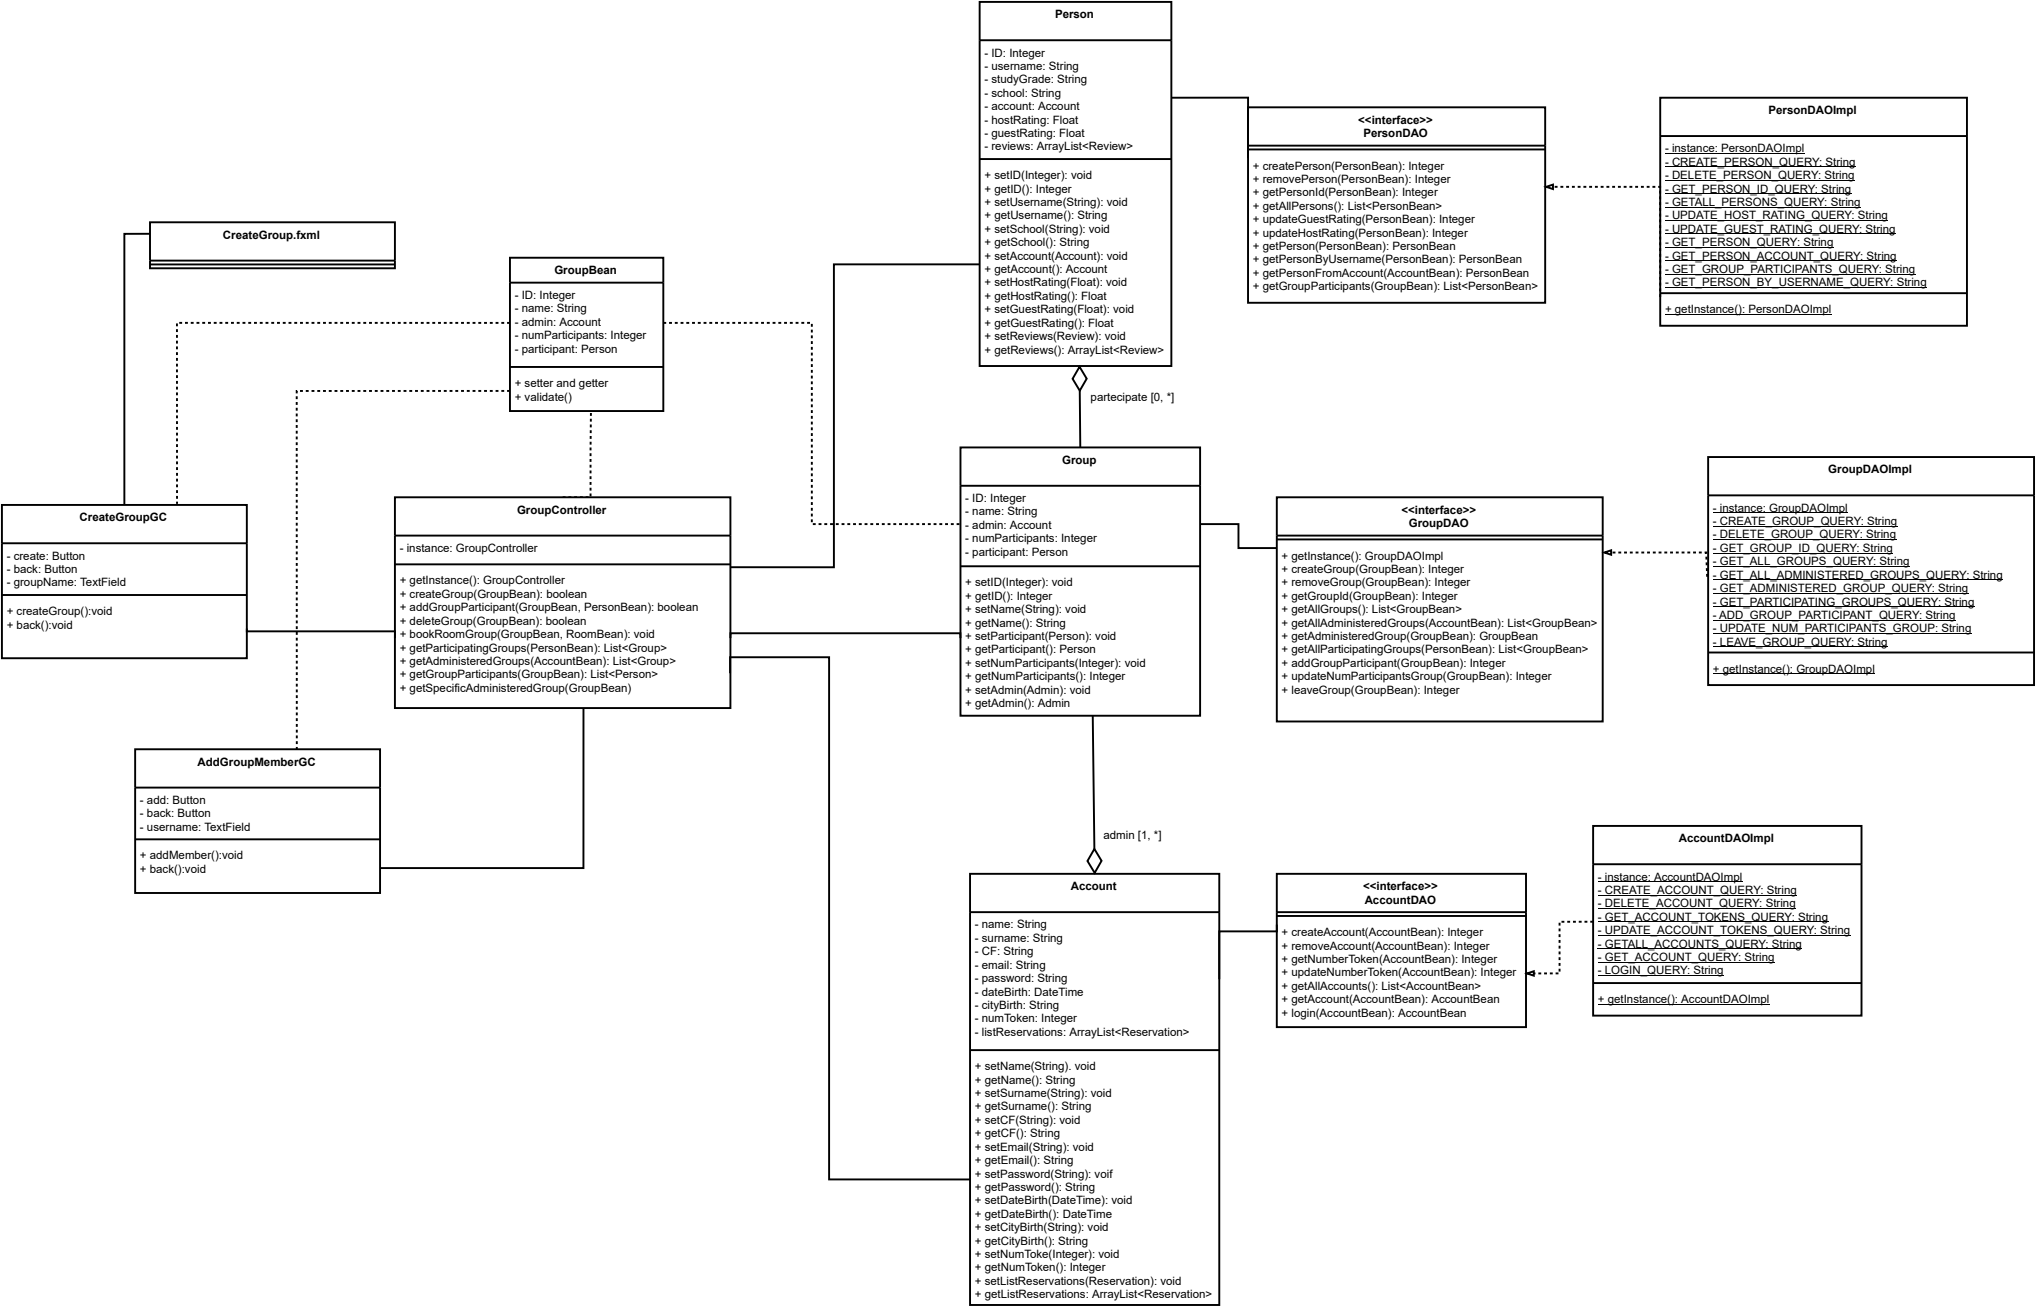 Person
- ID: Integer
- username: String
- studyGrade: String
- school: String
- account: Account
- hostRating: Float
- guestRating: Float
- reviews: ArrayList<Review>
+ setID(Integer): void
+ getID(): Integer
+ setUsername(String): void
+ getUsername(): String
+ setSchool(String): void
+ getSchool(): String
+ setAccount(Account): void
+ getAccount(): Account
+ setHostRating(Float): void
+ getHostRating(): Float
+ setGuestRating(Float): void
+ getGuestRating(): Float
+ setReviews(Review): void
+ getReviews(): ArrayList<Review>
<<interface>>
PersonDAO
+ createPerson(PersonBean): Integer
+ removePerson(PersonBean): Integer
+ getPersonId(PersonBean): Integer
+ getAllPersons(): List<PersonBean>
+ updateGuestRating(PersonBean): Integer
+ updateHostRating(PersonBean): Integer
+ getPerson(PersonBean): PersonBean
+ getPersonByUsername(PersonBean): PersonBean
+ getPersonFromAccount(AccountBean): PersonBean
+ getGroupParticipants(GroupBean): List<PersonBean>
PersonDAOImpl
- instance: PersonDAOImpl
- CREATE_PERSON_QUERY: String
- DELETE_PERSON_QUERY: String
- GET_PERSON_ID_QUERY: String
- GETALL_PERSONS_QUERY: String
- UPDATE_HOST_RATING_QUERY: String
- UPDATE_GUEST_RATING_QUERY: String
- GET_PERSON_QUERY: String
- GET_PERSON_ACCOUNT_QUERY: String
- GET_GROUP_PARTICIPANTS_QUERY: String
- GET_PERSON_BY_USERNAME_QUERY: String
+ getInstance(): PersonDAOImpl
CreateGroup.fxml
GroupBean
- ID: Integer
- name: String
- admin: Account
- numParticipants: Integer
- participant: Person
+ setter and getter
+ validate()
partecipate [0, *]
CreateGroupGC
- create: Button
- back: Button
- groupName: TextField
+ createGroup():void
+ back():void
GroupController
- instance: GroupController
+ getInstance(): GroupController
+ createGroup(GroupBean): boolean
+ addGroupParticipant(GroupBean, PersonBean): boolean
+ deleteGroup(GroupBean): boolean
+ bookRoomGroup(GroupBean, RoomBean): void
+ getParticipatingGroups(PersonBean): List<Group>
+ getAdministeredGroups(AccountBean): List<Group>
+ getGroupParticipants(GroupBean): List<Person>
+ getSpecificAdministeredGroup(GroupBean)
Group
- ID: Integer
- name: String
- admin: Account
- numParticipants: Integer
- participant: Person
+ setID(Integer): void
+ getID(): Integer
+ setName(String): void
+ getName(): String
+ setParticipant(Person): void
+ getParticipant(): Person
+ setNumParticipants(Integer): void
+ getNumParticipants(): Integer
+ setAdmin(Admin): void
+ getAdmin(): Admin
<<interface>>
GroupDAO
+ getInstance(): GroupDAOImpl
+ createGroup(GroupBean): Integer
+ removeGroup(GroupBean): Integer
+ getGroupId(GroupBean): Integer
+ getAllGroups(): List<GroupBean>
+ getAllAdministeredGroups(AccountBean): List<GroupBean>
+ getAdministeredGroup(GroupBean): GroupBean
+ getAllParticipatingGroups(PersonBean): List<GroupBean>
+ addGroupParticipant(GroupBean): Integer
+ updateNumParticipantsGroup(GroupBean): Integer
+ leaveGroup(GroupBean): Integer
GroupDAOImpl
- instance: GroupDAOImpl
- CREATE_GROUP_QUERY: String
- DELETE_GROUP_QUERY: String
- GET_GROUP_ID_QUERY: String
- GET_ALL_GROUPS_QUERY: String
- GET_ALL_ADMINISTERED_GROUPS_QUERY: String
- GET_ADMINISTERED_GROUP_QUERY: String
- GET_PARTICIPATING_GROUPS_QUERY: String
- ADD_GROUP_PARTICIPANT_QUERY: String
- UPDATE_NUM_PARTICIPANTS_GROUP: String
- LEAVE_GROUP_QUERY: String
+ getInstance(): GroupDAOImpl
AddGroupMemberGC
- add: Button
- back: Button
- username: TextField
+ addMember():void
+ back():void
admin [1, *]
Account
- name: String
- surname: String
- CF: String
- email: String
- password: String
- dateBirth: DateTime
- cityBirth: String
- numToken: Integer
- listReservations: ArrayList<Reservation>
+ setName(String). void
+ getName(): String
+ setSurname(String): void
+ getSurname(): String
+ setCF(String): void
+ getCF(): String
+ setEmail(String): void
+ getEmail(): String
+ setPassword(String): voif
+ getPassword(): String
+ setDateBirth(DateTime): void
+ getDateBirth(): DateTime
+ setCityBirth(String): void
+ getCityBirth(): String
+ setNumToke(Integer): void
+ getNumToken(): Integer
+ setListReservations(Reservation): void
+ getListReservations: ArrayList<Reservation>
<<interface>>
AccountDAO
+ createAccount(AccountBean): Integer
+ removeAccount(AccountBean): Integer
+ getNumberToken(AccountBean): Integer
+ updateNumberToken(AccountBean): Integer
+ getAllAccounts(): List<AccountBean>
+ getAccount(AccountBean): AccountBean
+ login(AccountBean): AccountBean
AccountDAOImpl
- instance: AccountDAOImpl
- CREATE_ACCOUNT_QUERY: String
- DELETE_ACCOUNT_QUERY: String
- GET_ACCOUNT_TOKENS_QUERY: String
- UPDATE_ACCOUNT_TOKENS_QUERY: String
- GETALL_ACCOUNTS_QUERY: String
- GET_ACCOUNT_QUERY: String
- LOGIN_QUERY: String
+ getInstance(): AccountDAOImpl